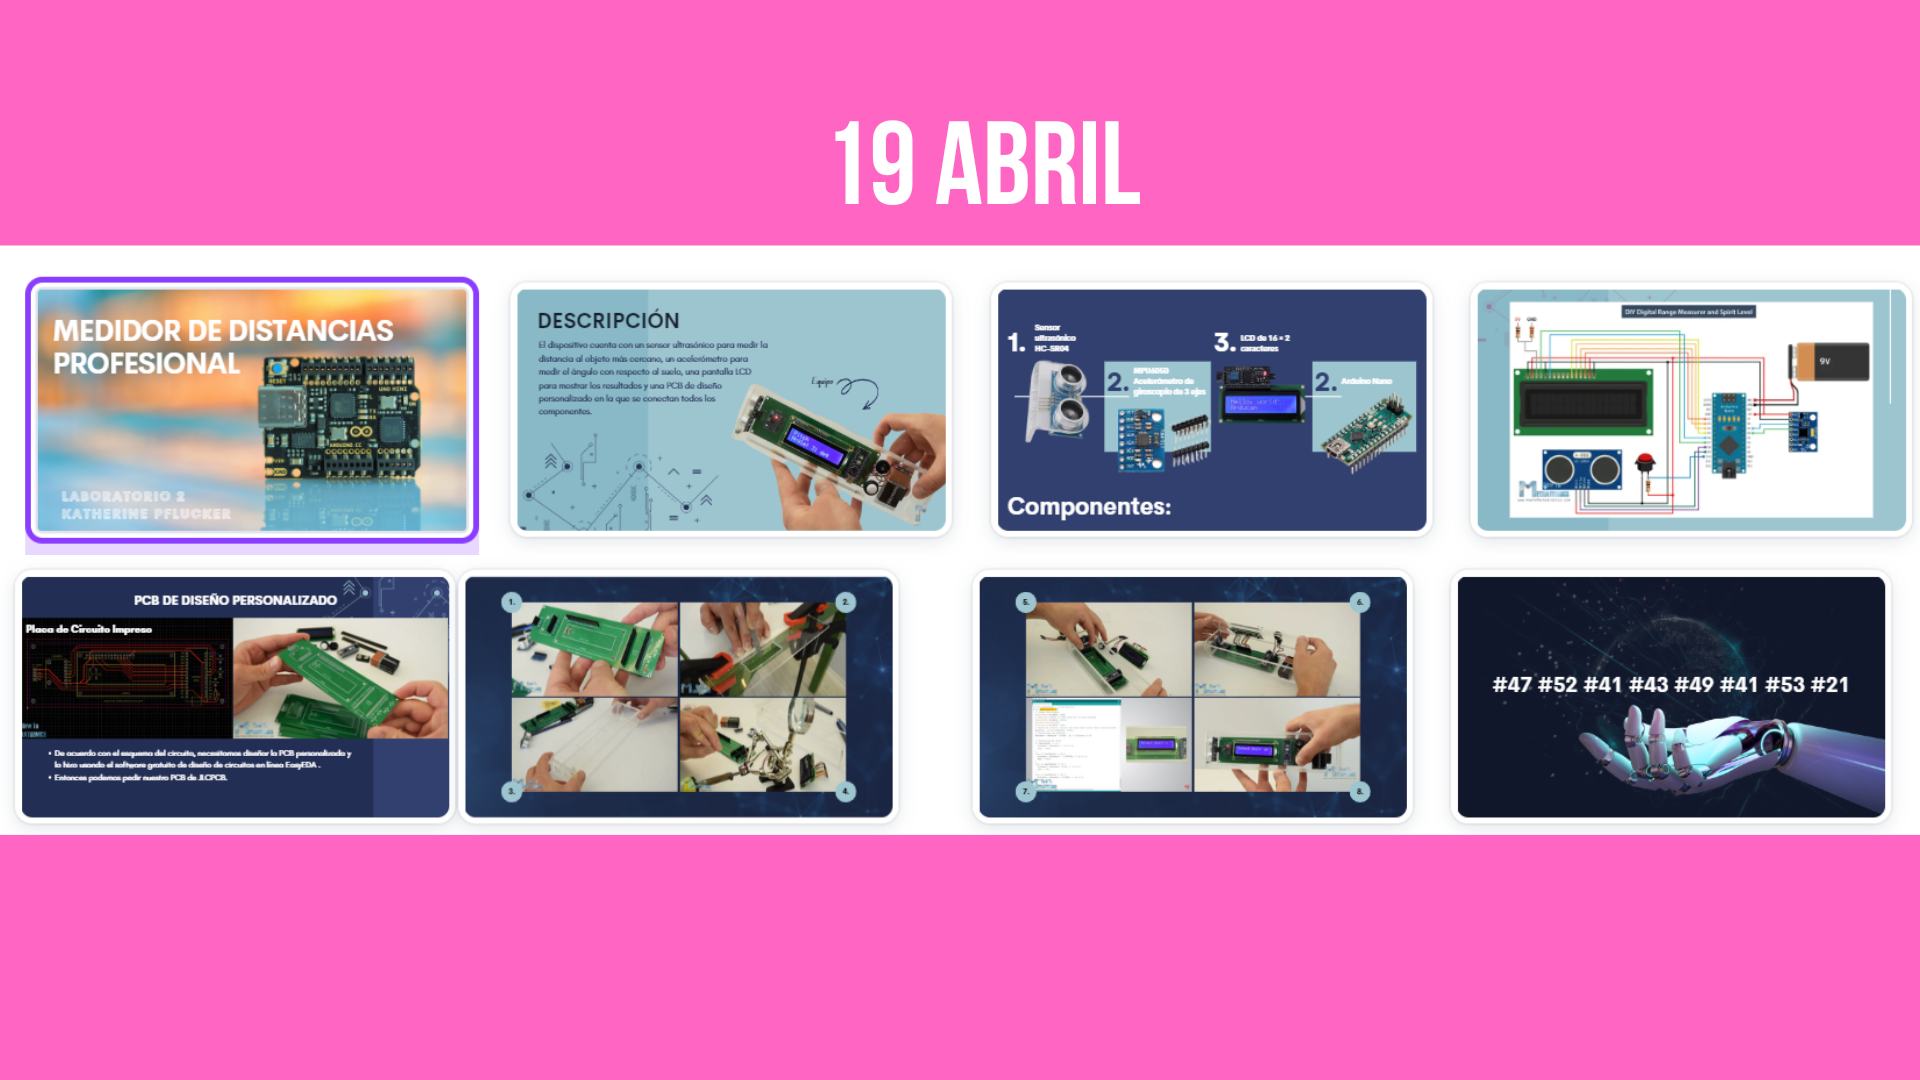 19 ABRIL
MEDIDOR DE DISTANCIAS
PROFESIONAL
LABORATORIO 2
KATHERINE PFLUCKER
DESCRIPCIÓN
El dispositivo cuenta con un sensor ultrasónico para medir la
distancia al objeto más cercano, un acelerómetro para
medir el ángulo con respecto al suelo, una pantalla LCD
para mostrar los resultados y una PCB de diseño
personalizado en la que se conectan todos los
componentes.
Equipo
1.
Sensor
ultrasónico
HC-SR04
2.
MPU6050
Acelerómetro de
giroscopio de 3 ejes
3.
LCD de 16 × 2
caracteres
2.
Arduino Nano
Componentes:
DIY Digital Range Measurer and Spirit Level
5V GND
9V
PCB DE DISEÑO PERSONALIZADO
Placa de Circuito Impreso
• De acuerdo con el esquema del circuito, necesitamos diseñar la PCB personalizada y
lo hizo usando el software gratuito de diseño de circuitos en línea EasyEDA .
• Entonces podemos pedir nuestro PCB de JLCPCB.
1.
2.
3.
4.
5.
6.
7.
8.
#47 #52 #41 #43 #49 #41 #53 #21